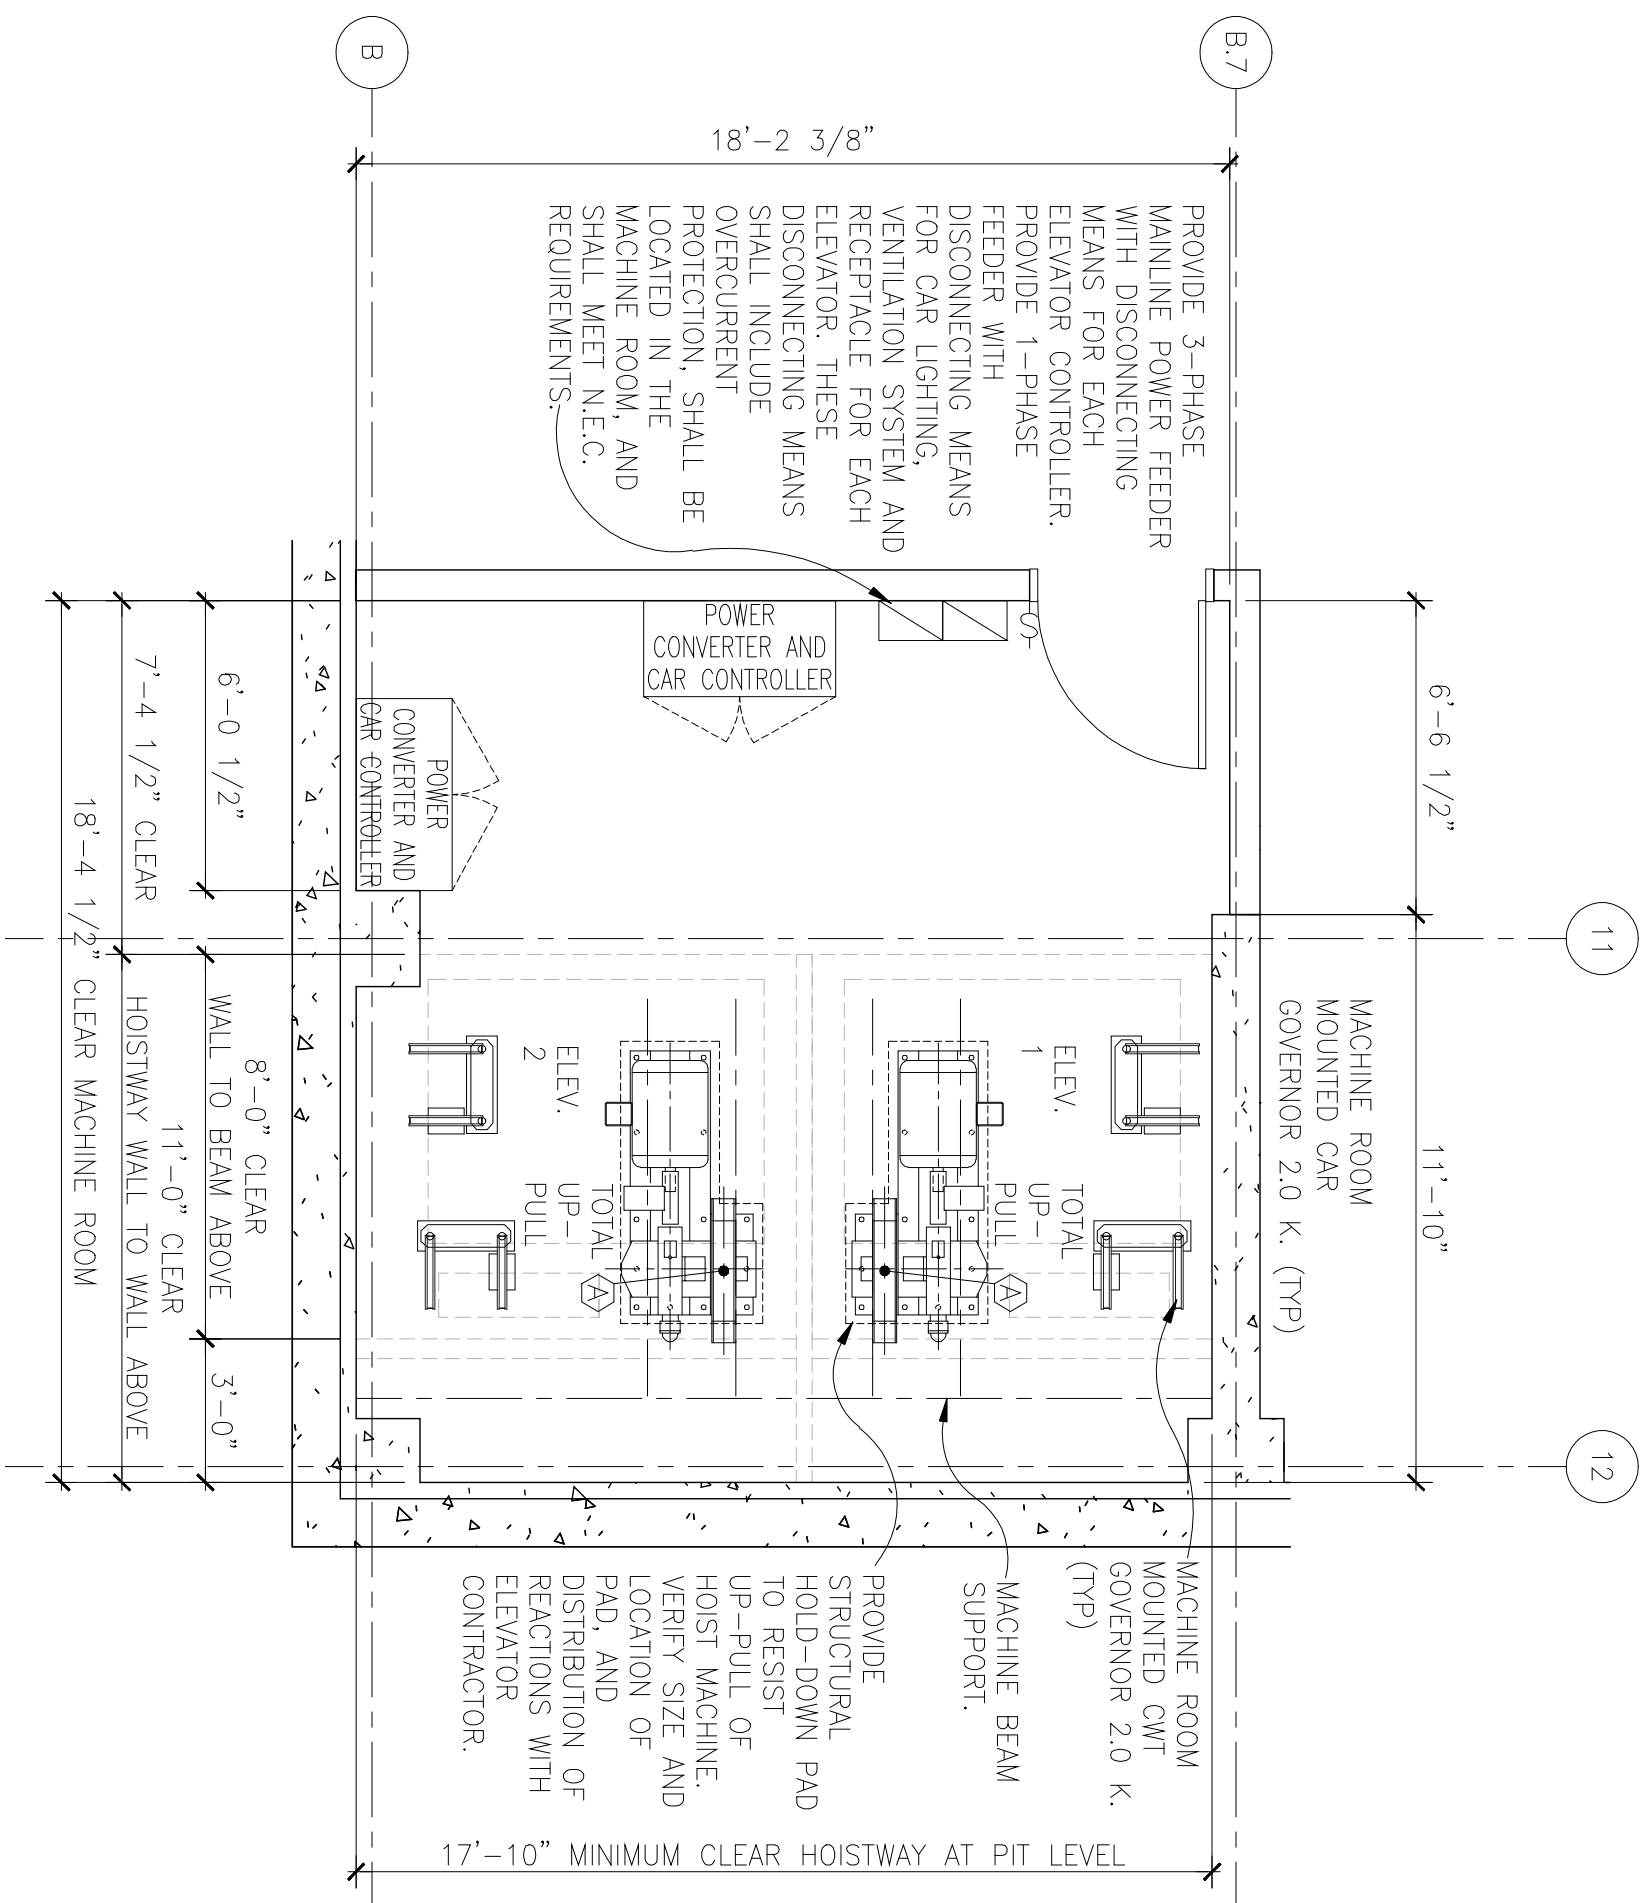 B
B.7
18'-2 3/8"
PROVIDE 3-PHASE
MAINLINE POWER FEEDER
WITH DISCONNECTING
MEANS FOR EACH
ELEVATOR CONTROLLER.
PROVIDE 1-PHASE
FEEDER WITH
DISCONNECTING MEANS
FOR CAR LIGHTING,
VENTILATION SYSTEM AND
RECEPTACLE FOR EACH
ELEVATOR. THESE
DISCONNECTING MEANS
SHALL INCLUDE
OVERCURRENT
PROTECTION, SHALL BE
LOCATED IN THE
MACHINE ROOM, AND
SHALL MEET N.E.C.
REQUIREMENTS.
POWER
CONVERTER AND
CAR CONTROLLER
S
6'-6 1/2"
11'-10"
11
12
POWER
CONVERTER AND
CAR CONTROLLER
6'-0 1/2"
7'-4 1/2" CLEAR
18'-4 1/2" CLEAR MACHINE ROOM
8'-0" CLEAR
WALL TO BEAM ABOVE
3'-0"
11'-0" CLEAR
HOISTWAY WALL TO WALL ABOVE
MACHINE ROOM
MOUNTED CAR
GOVERNOR 2.0 K. (TYP)
ELEV.
1
ELEV.
2
TOTAL
UP-
PULL
A
TOTAL
UP-
PULL
A
MACHINE ROOM
MOUNTED CWT
GOVERNOR 2.0 K.
(TYP)
MACHINE BEAM
SUPPORT.
PROVIDE
STRUCTURAL
HOLD-DOWN PAD
TO RESIST
UP-PULL OF
HOIST MACHINE.
VERIFY SIZE AND
LOCATION OF
PAD, AND
DISTRIBUTION OF
REACTIONS WITH
ELEVATOR
CONTRACTOR.
17'-10" MINIMUM CLEAR HOISTWAY AT PIT LEVEL